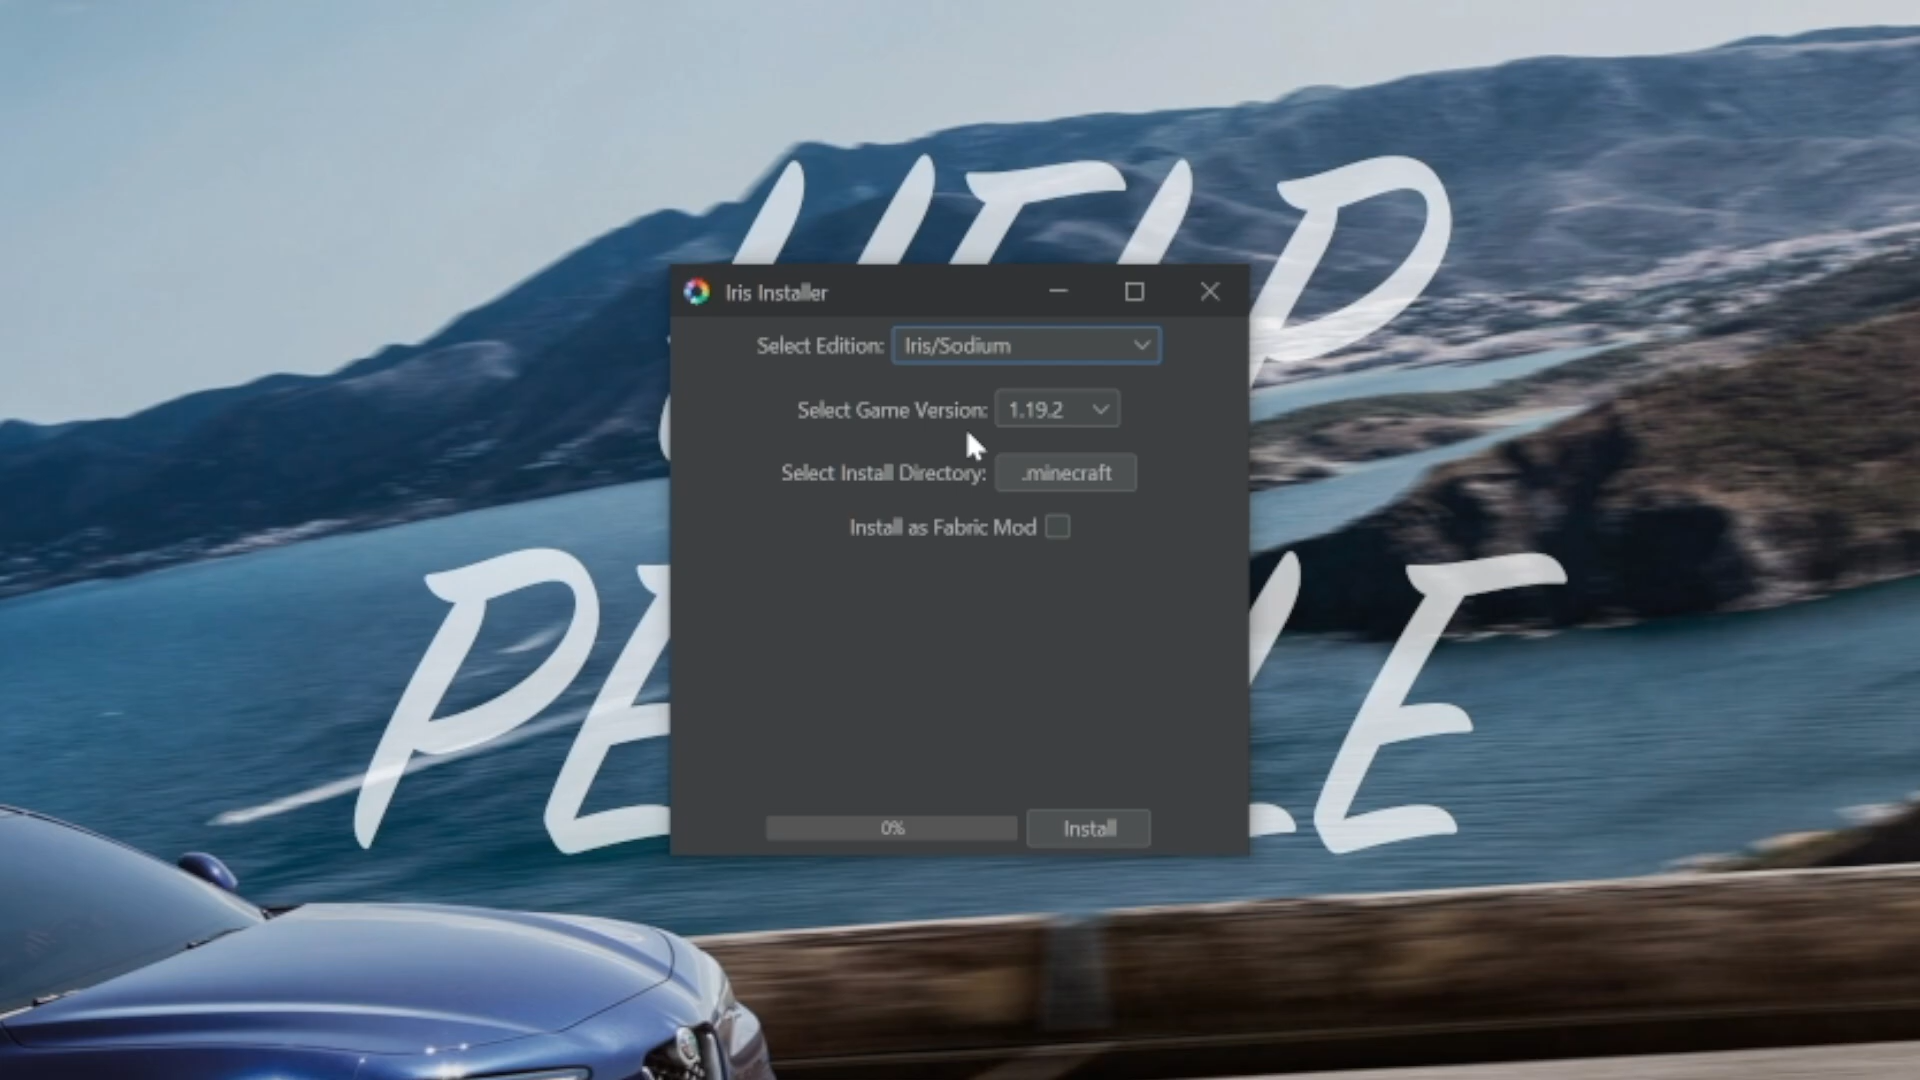 HELP
Iris Installer
Select Edition: Iris/Sodium
Select Game Version: 1.19.2
Select Install Directory: .minecraft
Install as Fabric Mod
0% Install